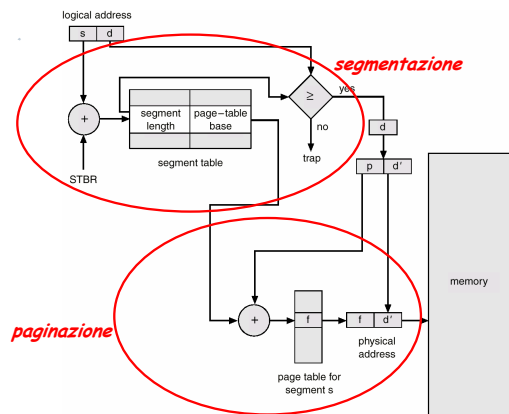 logical address
s d
segmentazione
≥
yes
+
segment length
page-table base
no
d
segment table
trap
STBR
p d'
memory
paginazione
+
f
f d'
physical address
page table for segment s